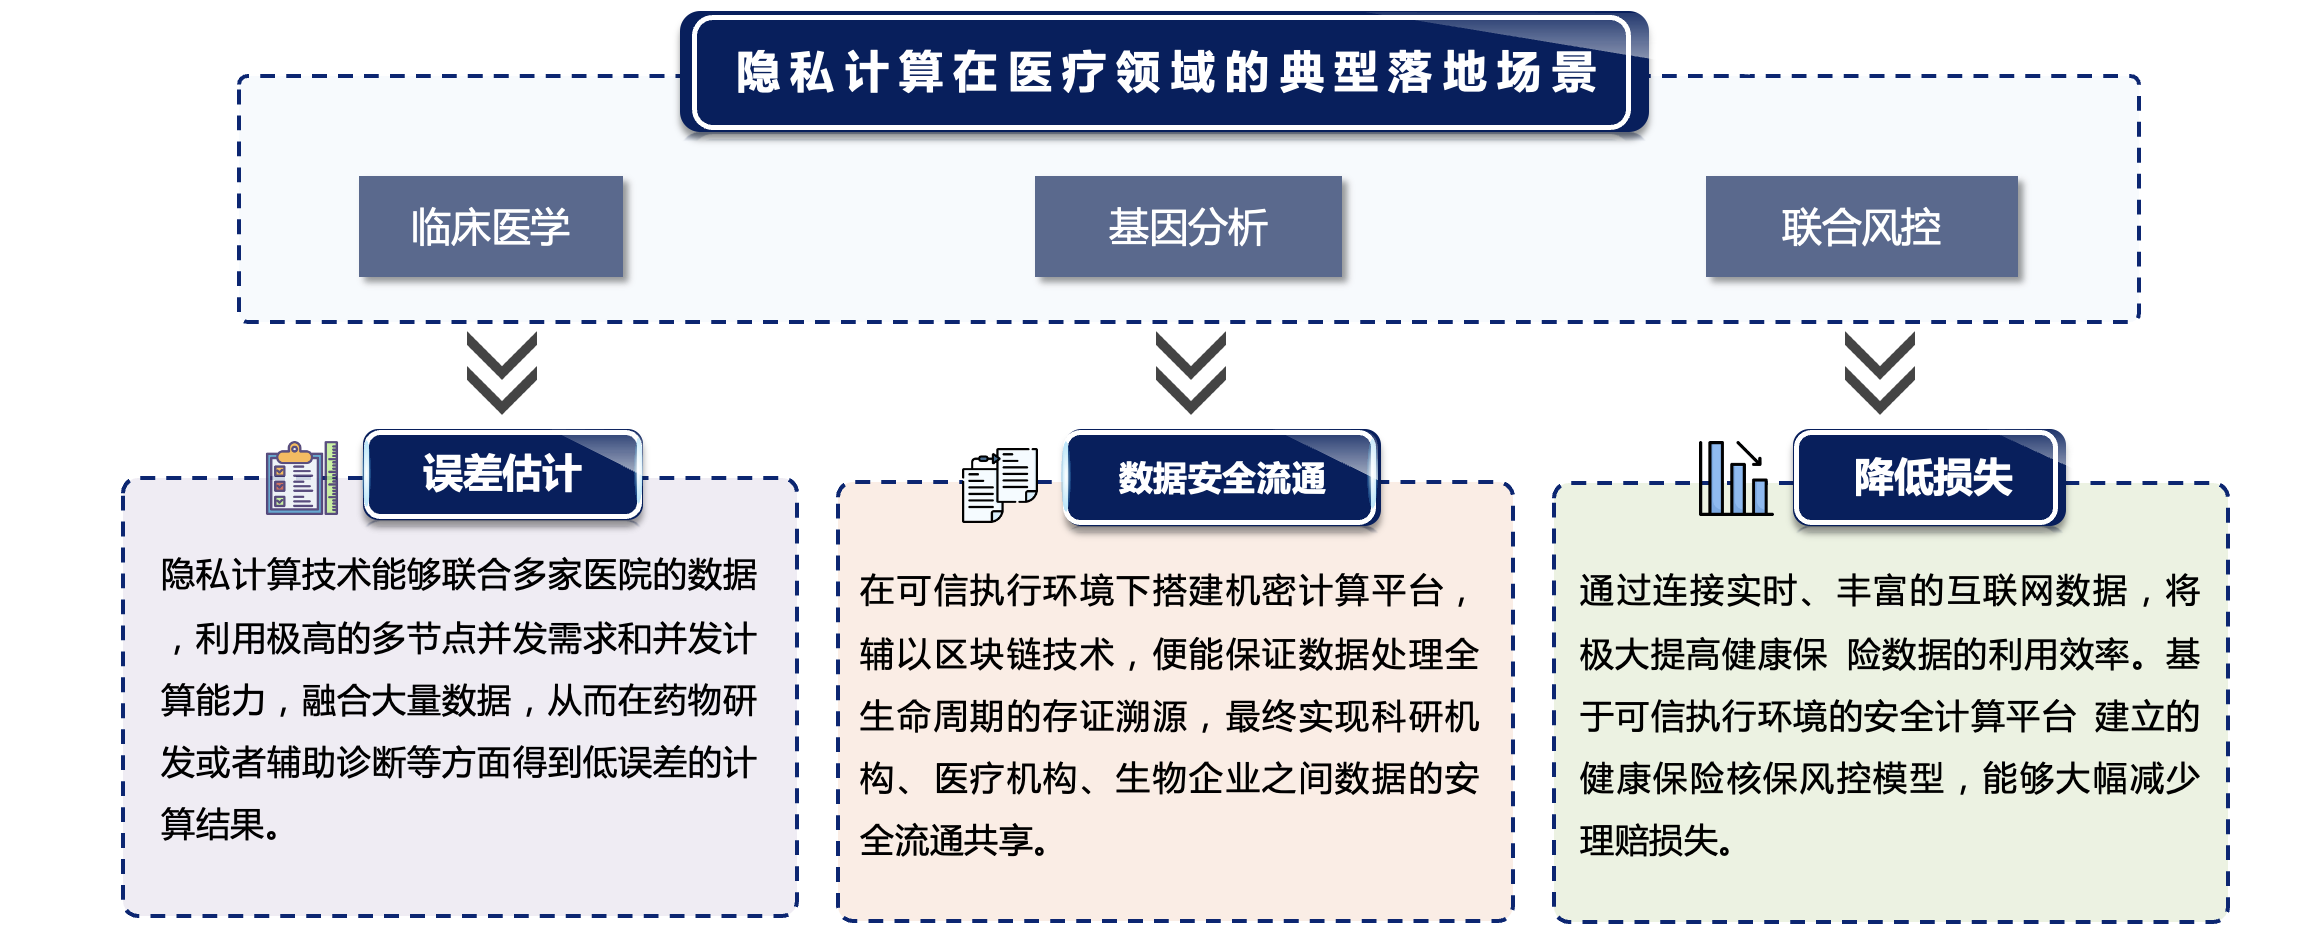 隐私计算在医疗领域的典型落地场景
临床医学
基因分析
联合风控
误差估计
隐私计算技术能够联合多家医院的数据
，利用极高的多节点并发需求和并发计
算能力，融合大量数据，从而在药物研
发或者辅助诊断等方面得到低误差的计
算结果。
数据安全流通
在可信执行环境下搭建机密计算平台，
辅以区块链技术，便能保证数据处理全
生命周期的存证溯源，最终实现科研机
构、医疗机构、生物企业之间数据的安
全流通共享。
降低损失
通过连接实时、丰富的互联网数据，将
极大提高健康保 险数据的利用效率。基
于可信执行环境的安全计算平台 建立的
健康保险核保风控模型，能够大幅减少
理赔损失。